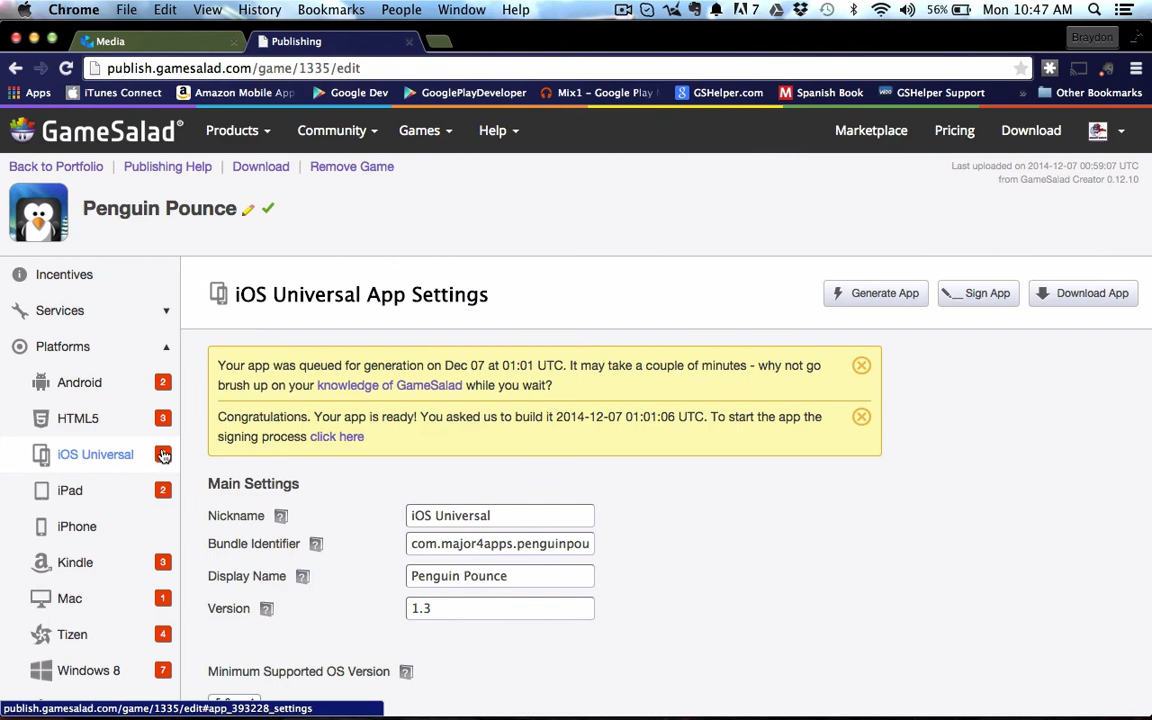 Chrome File Edit View History Bookmarks People Window Help 7 56% Mon 10:47 AM
Media Publishing Braydon
publish.gamesalad.com/game/1335/edit
Apps iTunes Connect Amazon Mobile App Google Dev GooglePlayDeveloper Mix1 – Google Play GSHelper.com Spanish Book GSHelper Support » Other Bookmarks
GameSalad® Products Community Games Help Marketplace Pricing Download
Back to Portfolio | Publishing Help | Download | Remove Game
Last uploaded on 2014-12-07 00:59:07 UTC
from GameSalad Creator 0.12.10
Penguin Pounce
Incentives
Services
Platforms
Android 2
HTML5 3
iOS Universal
iPad 2
iPhone
Kindle 3
Mac 1
Tizen 4
Windows 8 7
iOS Universal App Settings
Generate App Sign App Download App
Your app was queued for generation on Dec 07 at 01:01 UTC. It may take a couple of minutes - why not go
brush up on your knowledge of GameSalad while you wait?
Congratulations. Your app is ready! You asked us to build it 2014-12-07 01:01:06 UTC. To start the app the
signing process click here
Main Settings
Nickname ? iOS Universal
Bundle Identifier ? com.major4apps.penguinpou
Display Name ? Penguin Pounce
Version ? 1.3
Minimum Supported OS Version ?
publish.gamesalad.com/game/1335/edit#app_393228_settings